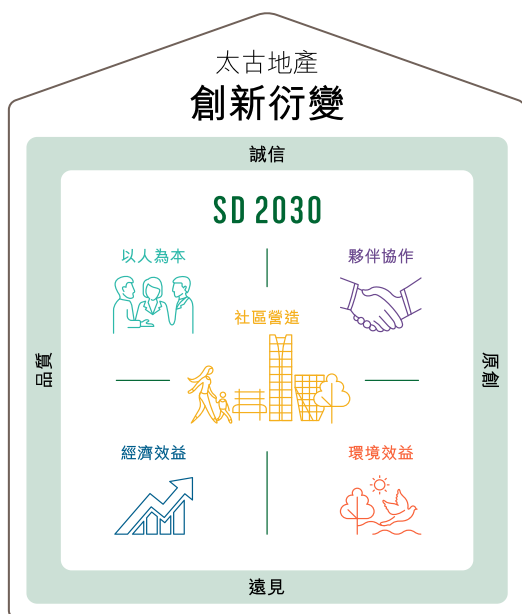 太古地產
創新衍變
誠信
SD 2030
以人為本
夥伴協作
社區營造
質品
原創
經濟效益
環境效益
遠見